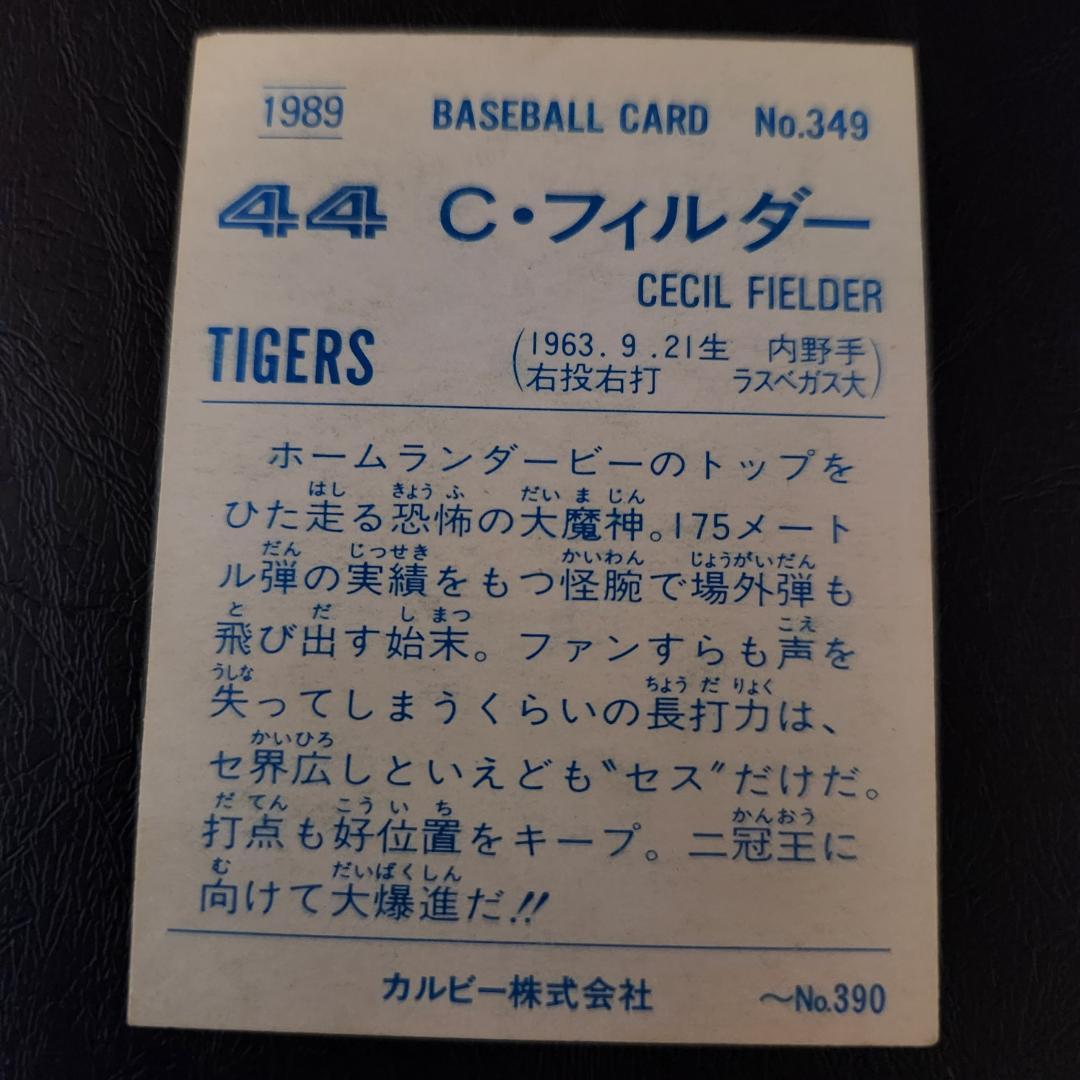 1989 BASEBALL CARD No.349
44 C・フィルダー
CECIL FIELDER
TIGERS (1963. 9 .21生 内野手
右投右打 ラスベガス大)
ホームランダービーのトップを
はし きょうふ だいまじん
ひた走る恐怖の大魔神。175メート
だん じっせき かいわん じょうがいだん
ル弾の実績をもつ怪腕で場外弾も
と だ しまつ こえ
飛び出す始末。ファンすらも声を
うしな ちょうだりょく
失ってしまうくらいの長打力は、
かいひろ
セ界広しといえども〝セス〟だけだ。
だてん こういち かんおう
打点も好位置をキープ。二冠王に
む だいばくしん
向けて大爆進だ!!
カルビー株式会社 〜No.390